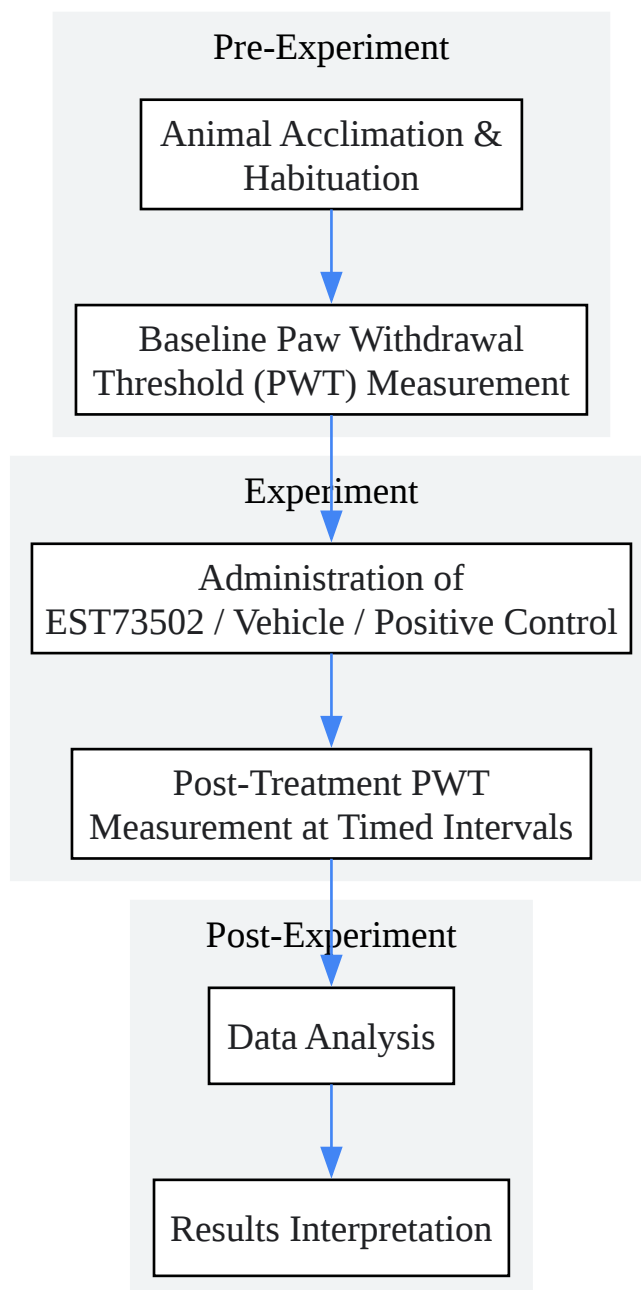 Pre-Experiment
Animal Acclimation &
Habituation
Baseline Paw Withdrawal
Threshold (PWT) Measurement
Experiment
Administration of
EST73502 / Vehicle / Positive Control
Post-Treatment PWT
Measurement at Timed Intervals
Post-Experiment
Data Analysis
Results Interpretation